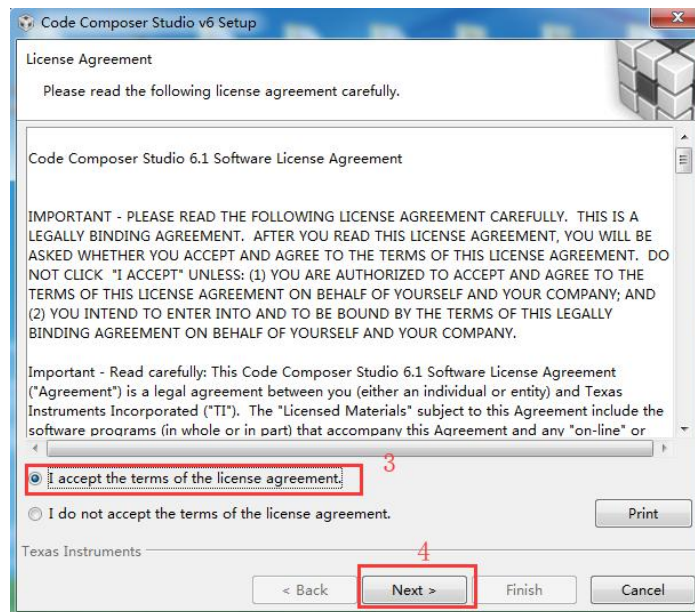 Code Composer Studio v6 Setup
License Agreement
Please read the following license agreement carefully.
Code Composer Studio 6.1 Software License Agreement
IMPORTANT - PLEASE READ THE FOLLOWING LICENSE AGREEMENT CAREFULLY.  THIS IS A
LEGALLY BINDING AGREEMENT.  AFTER YOU READ THIS LICENSE AGREEMENT, YOU WILL BE
ASKED WHETHER YOU ACCEPT AND AGREE TO THE TERMS OF THIS LICENSE AGREEMENT.  DO
NOT CLICK  "I ACCEPT" UNLESS: (1) YOU ARE AUTHORIZED TO ACCEPT AND AGREE TO THE
TERMS OF THIS LICENSE AGREEMENT ON BEHALF OF YOURSELF AND YOUR COMPANY; AND
(2) YOU INTEND TO ENTER INTO AND TO BE BOUND BY THE TERMS OF THIS LEGALLY
BINDING AGREEMENT ON BEHALF OF YOURSELF AND YOUR COMPANY.
Important - Read carefully: This Code Composer Studio 6.1 Software License Agreement
("Agreement") is a legal agreement between you (either an individual or entity) and Texas
Instruments Incorporated ("TI").  The "Licensed Materials" subject to this Agreement include the
software programs (in whole or in part) that accompany this Agreement and any "on-line" or
3
I accept the terms of the license agreement.
I do not accept the terms of the license agreement.
Print
Texas Instruments
4
< Back
Next >
Finish
Cancel